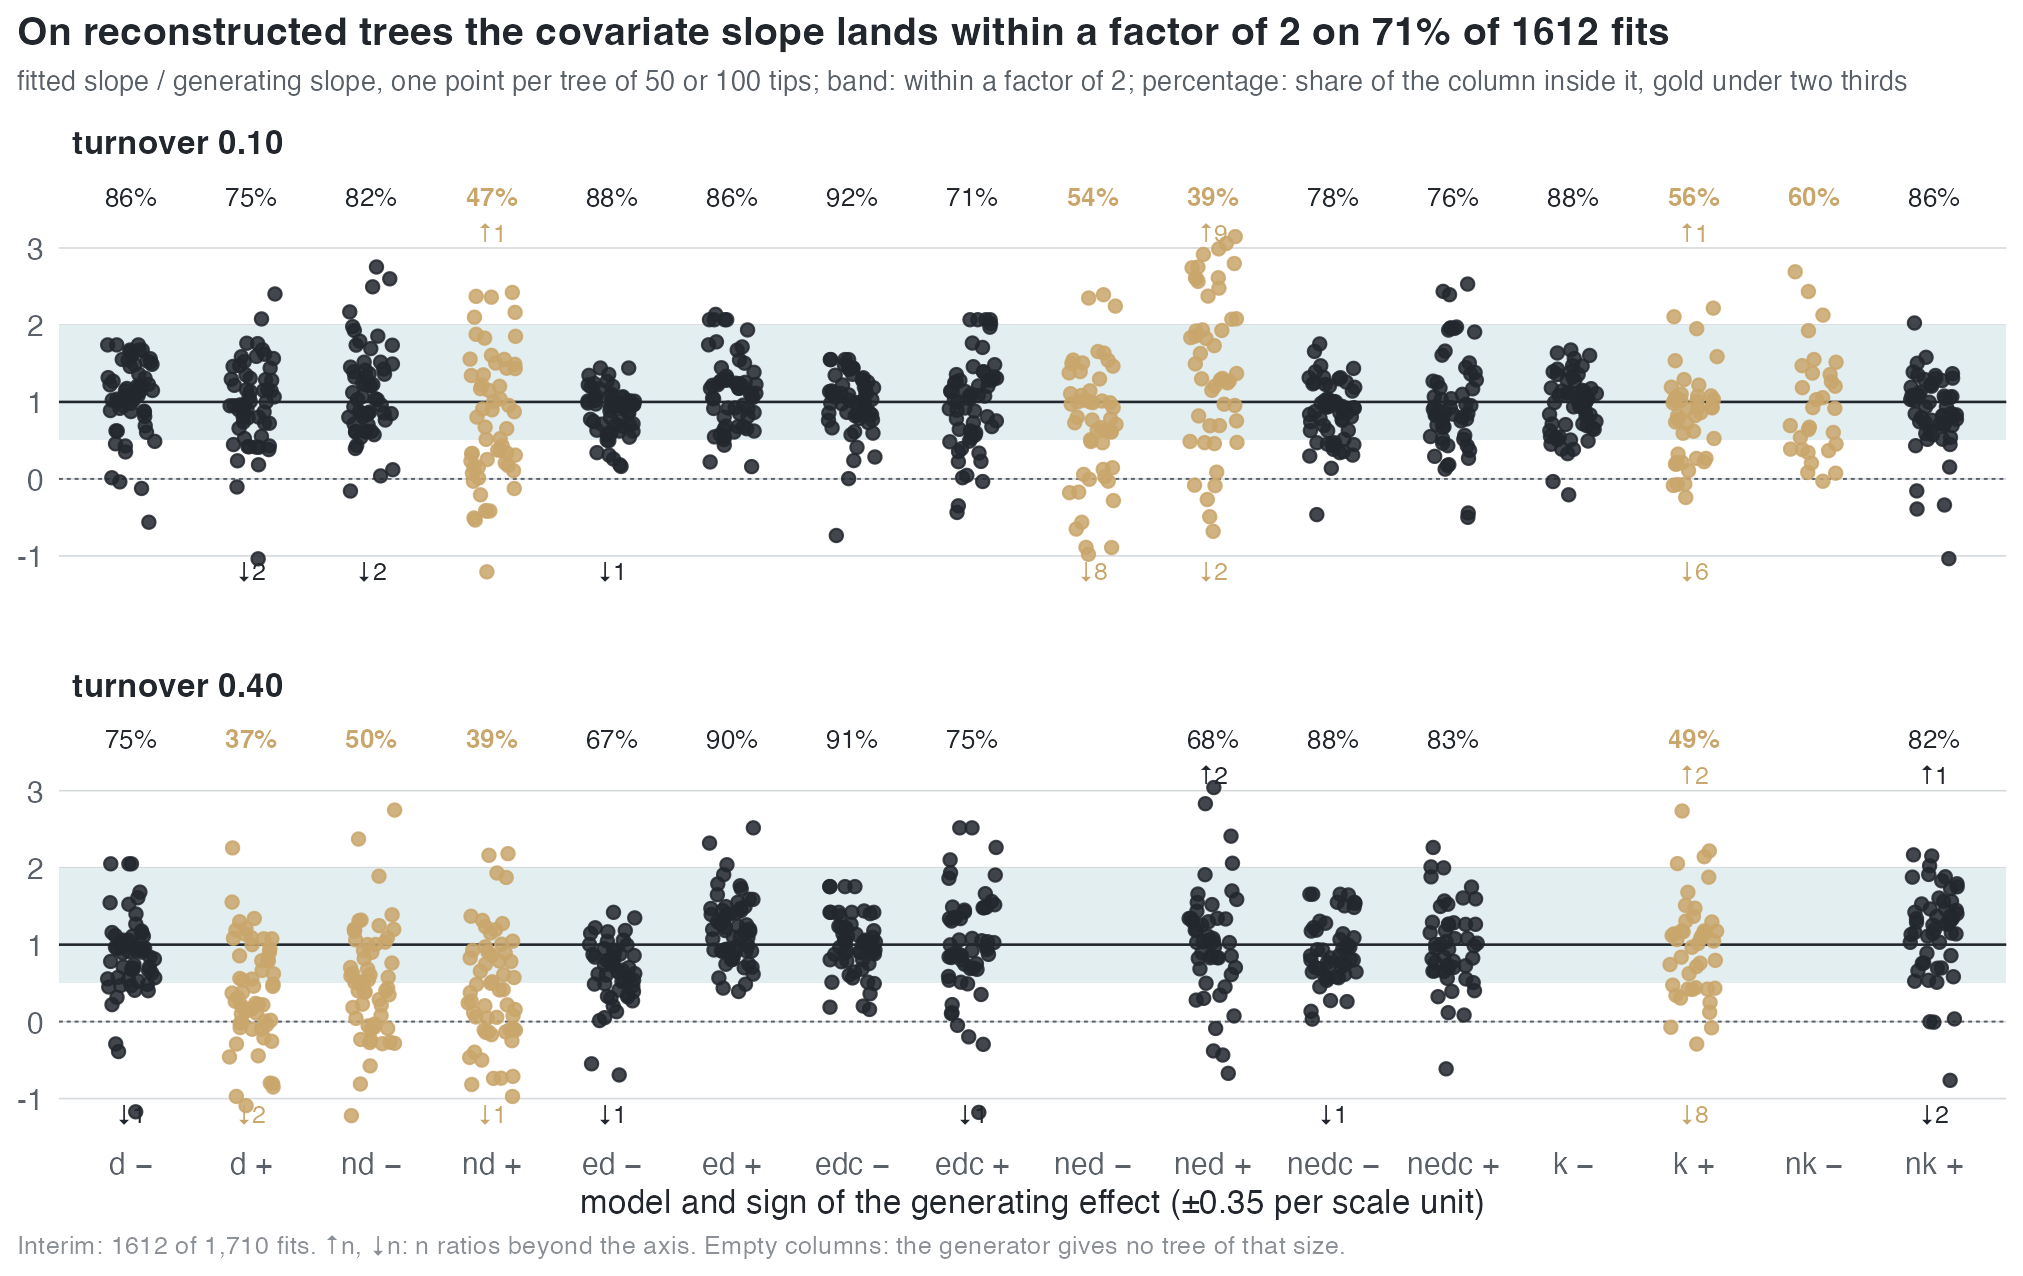 On reconstructed trees the covariate slope lands within a factor of 2 on 71% of 1612 fits
fitted slope / generating slope, one point per tree of 50 or 100 tips; band: within a factor of 2; percentage: share of the column inside it, gold under two thirds
turnover 0.10
86% 75% 82% 47% 88% 86% 92% 71% 54% 39% 78% 76% 88% 56% 60% 86%
↑1 ↑9 ↑1
3
2
1
0
-1
↓2 ↓2 ↓1 ↓8 ↓2 ↓6
turnover 0.40
75% 37% 50% 39% 67% 90% 91% 75% 68% 88% 83% 49% 82%
↑2 ↑2 ↑1
3
2
1
0
-1
↓1 ↓2 ↓1 ↓1 ↓1 ↓1 ↓8 ↓2
d − d + nd − nd + ed − ed + edc − edc + ned − ned + nedc − nedc + k − k + nk − nk +
model and sign of the generating effect (±0.35 per scale unit)
Interim: 1612 of 1,710 fits. ↑n, ↓n: n ratios beyond the axis. Empty columns: the generator gives no tree of that size.